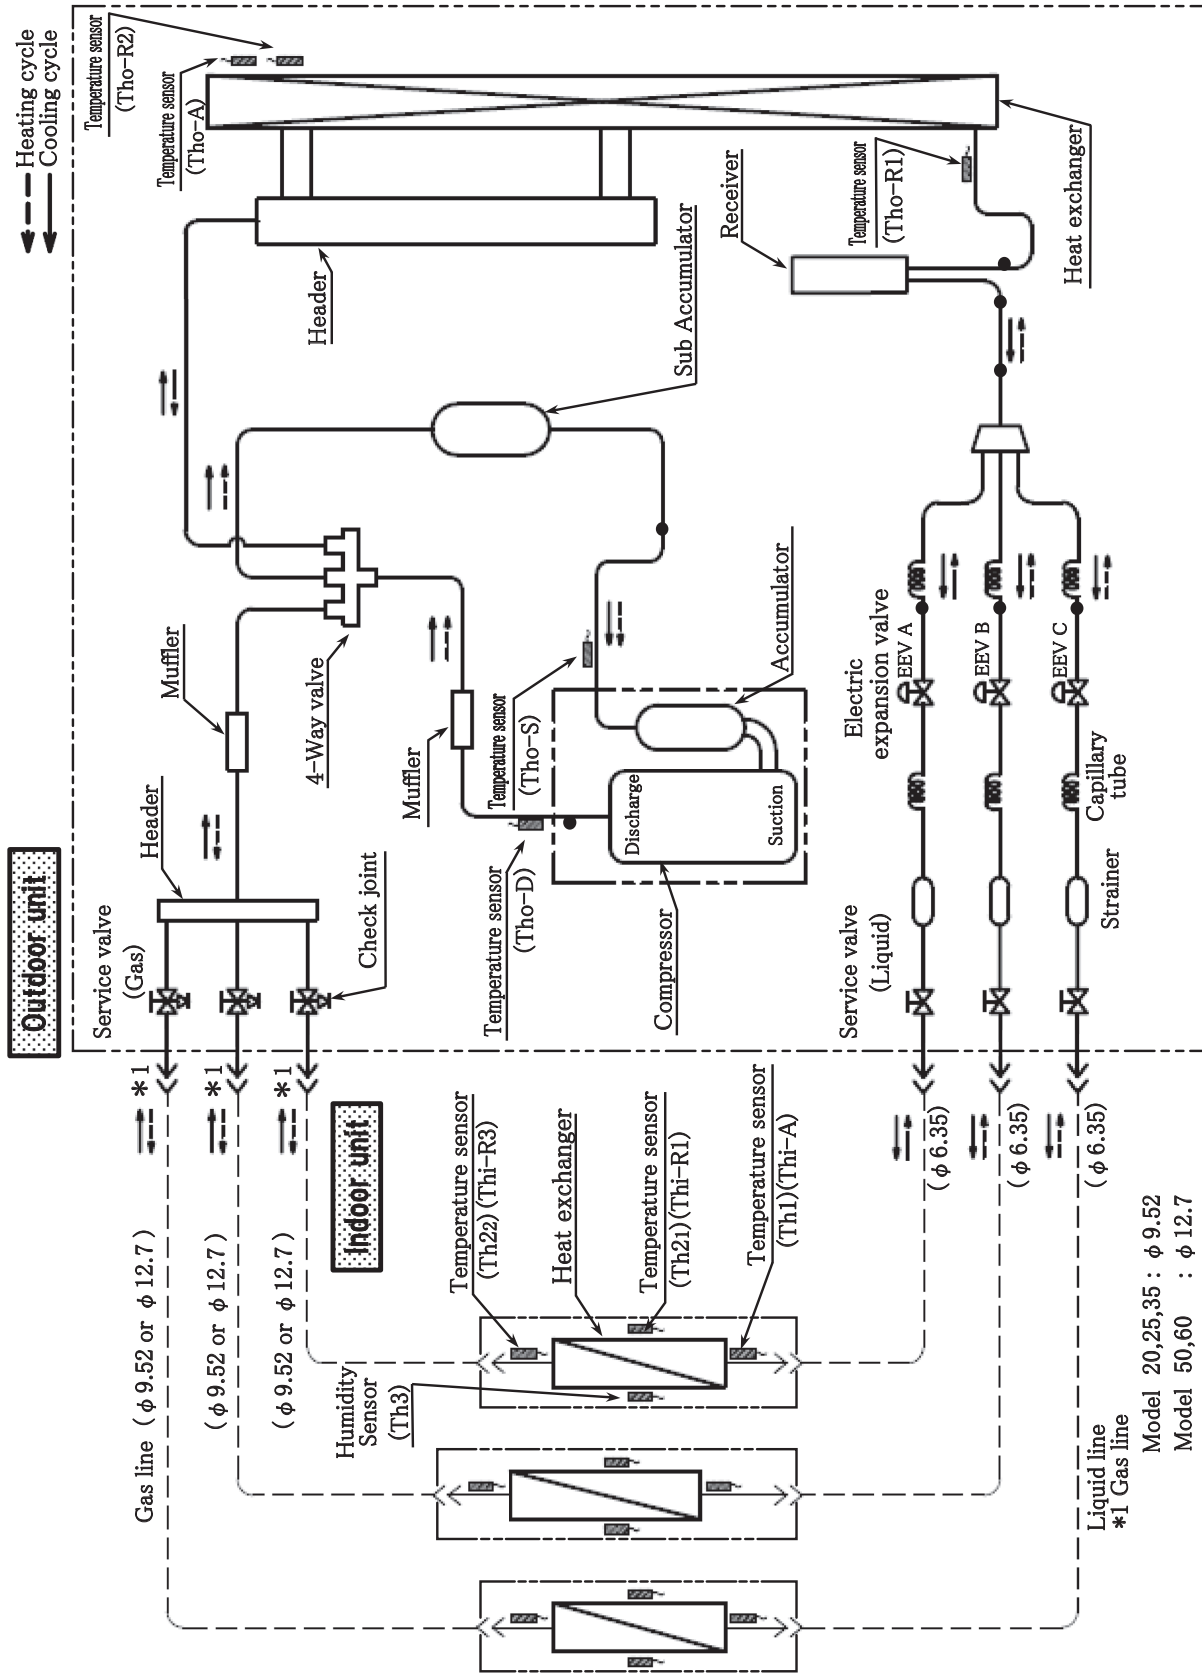 Heating cycle
Cooling cycle
Outdoor unit
Indoor unit
Service valve
(Gas)
Header
Muffler
Check joint
4-Way valve
Muffler
Header
Temperature sensor
(Tho-A)
Temperature sensor
(Tho-R2)
Temperature sensor
(Tho-D)
Temperature sensor
(Tho-S)
Discharge
Suction
Compressor
Accumulator
Sub Accumulator
Receiver
Temperature sensor
(Tho-R1)
Heat exchanger
Service valve
(Liquid)
Electric
expansion valve
EEV A
EEV B
EEV C
Strainer
Capillary
tube
*1
*1
*1
Gas line (φ9.52 or φ12.7)
(φ9.52 or φ12.7)
(φ9.52 or φ12.7)
Humidity
Sensor
(Th3)
Temperature sensor
(Th22)(Thi-R3)
Heat exchanger
Temperature sensor
(Th21)(Thi-R1)
Temperature sensor
(Th1)(Thi-A)
(φ6.35)
(φ6.35)
(φ6.35)
Liquid line
*1 Gas line
Model 20,25,35 : φ9.52
Model 50,60 : φ12.7